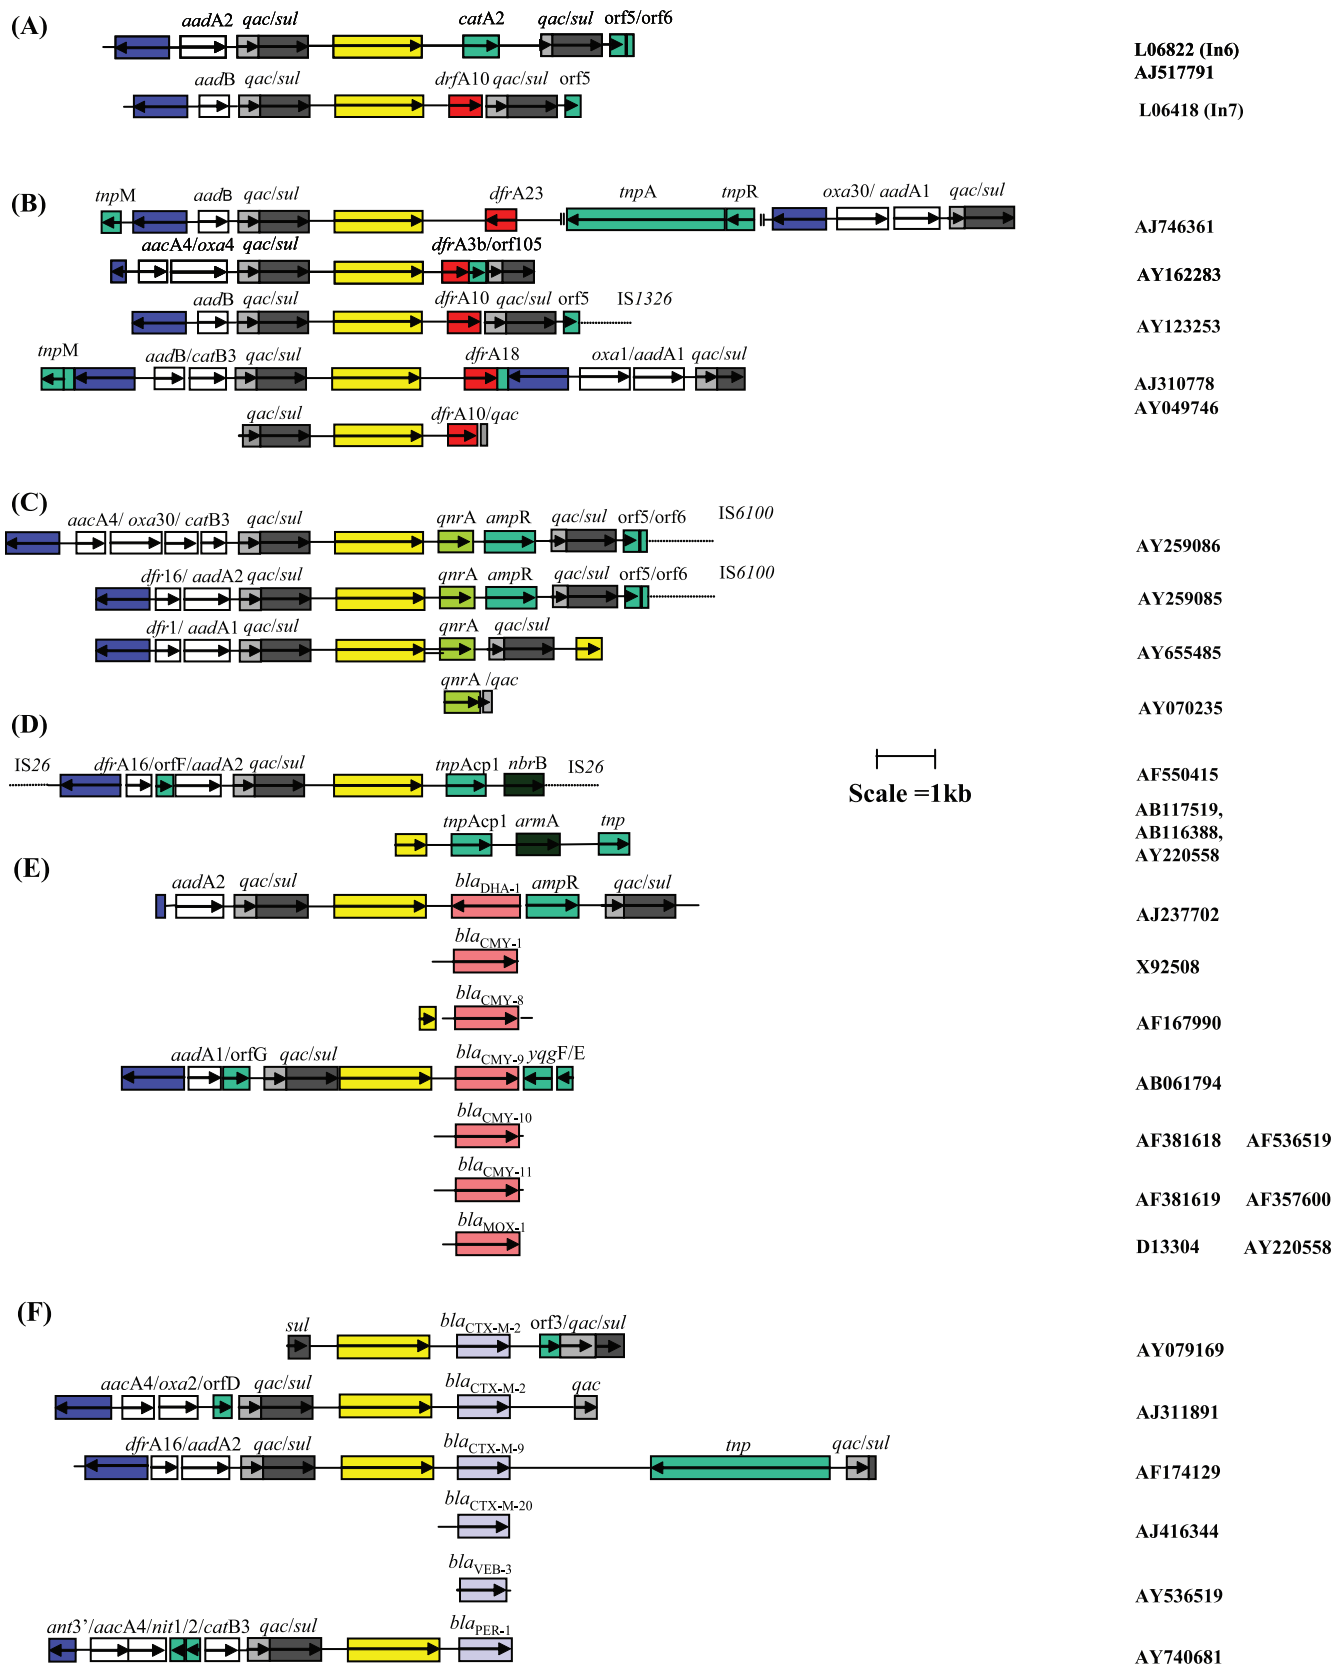 (A)
aadA2 qac/sul catA2 qac/sul orf5/orf6
L06822 (In6)
AJ517791
aadB qac/sul drfA10 qac/sul orf5
L06418 (In7)
(B)
tnpM aadB qac/sul dfrA23 tnpA tnpR oxa30/ aadA1 qac/sul
AJ746361
aacA4/oxa4 qac/sul dfrA3b/orf105
AY162283
aadB qac/sul dfrA10 qac/sul orf5 IS1326
AY123253
tnpM aadB/catB3 qac/sul dfrA18 oxa1/aadA1 qac/sul
AJ310778
AY049746
qac/sul dfrA10/qac
(C)
aacA4/ oxa30/ catB3 qac/sul qnrA ampR qac/sul orf5/orf6 IS6100
AY259086
dfr16/ aadA2 qac/sul qnrA ampR qac/sul orf5/orf6 IS6100
AY259085
dfr1/ aadA1 qac/sul qnrA qac/sul
AY655485
qnrA /qac
AY070235
(D)
IS26 dfrA16/orfF/aadA2 qac/sul tnpAcp1 nbrB IS26
AF550415
Scale =1kb
tnpAcp1 armA tnp
AB117519,
AB116388,
AY220558
(E)
aadA2 qac/sul blaDHA-1 ampR qac/sul
AJ237702
blaCMY-1
X92508
blaCMY-8
AF167990
aadA1/orfG qac/sul blaCMY-9 yqgF/E
AB061794
blaCMY-10
AF381618 AF536519
blaCMY-11
AF381619 AF357600
blaMOX-1
D13304 AY220558
(F)
sul blaCTX-M-2 orf3/qac/sul
AY079169
aacA4/oxa2/orfD qac/sul blaCTX-M-2 qac
AJ311891
dfrA16/aadA2 qac/sul blaCTX-M-9 tnp qac/sul
AF174129
blaCTX-M-20
AJ416344
blaVEB-3
AY536519
ant3'/aacA4/nit1/2/catB3 qac/sul blaPER-1
AY740681